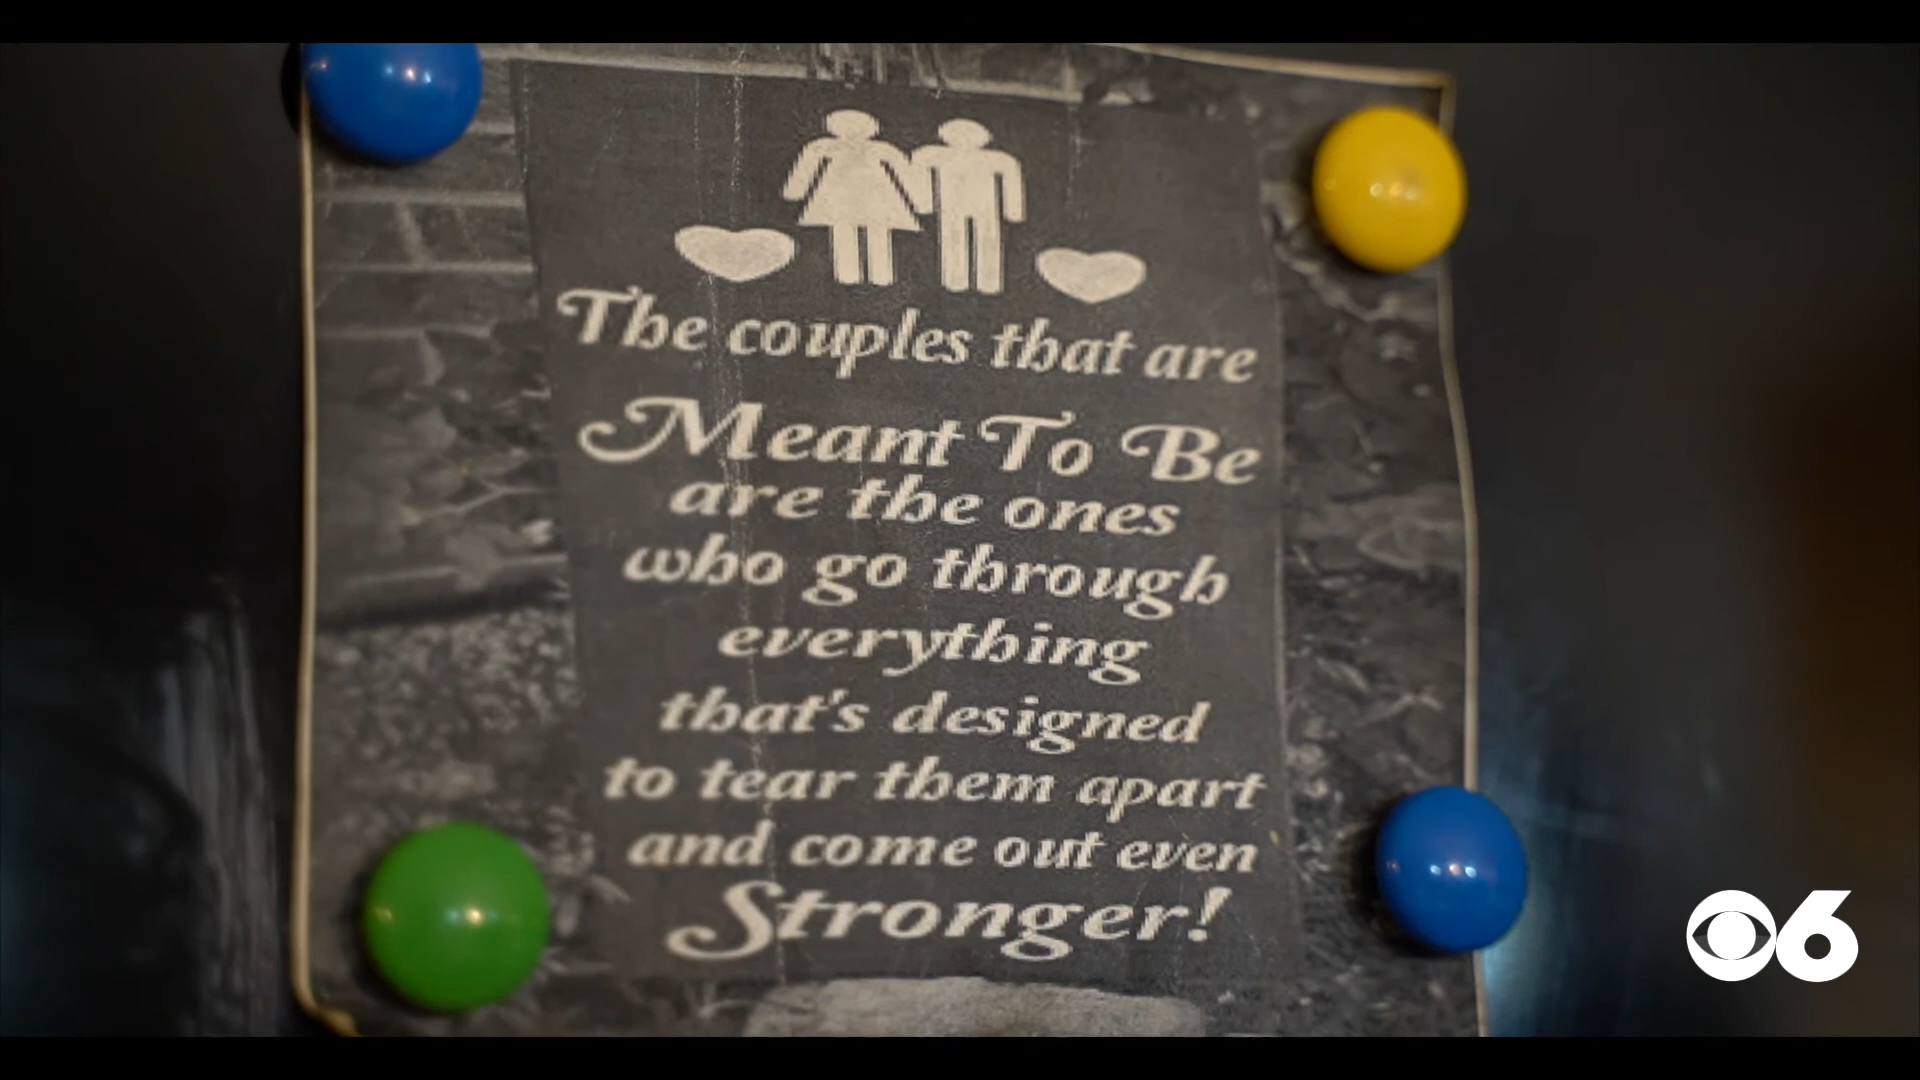 The couples that are
Meant To Be
are the ones
who go through
everything
that's designed
to tear them apart
and come out even
Stronger!
6